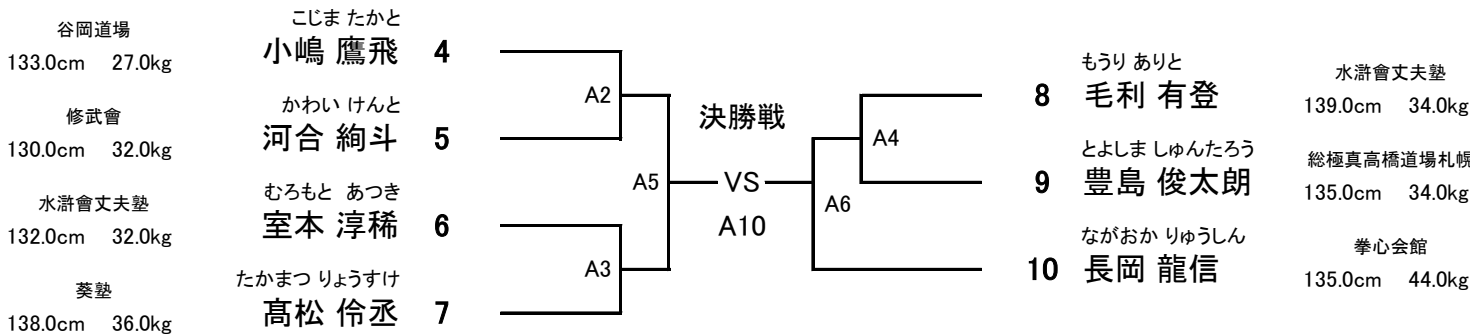 谷岡道場
133.0cm 27.0kg
こじま たかと
小嶋 鷹飛 4
修武會
130.0cm 32.0kg
かわい けんと
河合 絢斗 5
水滸會丈夫塾
132.0cm 32.0kg
むろもと あつき
室本 淳稀 6
葵塾
138.0cm 36.0kg
たかまつ りょうすけ
髙松 伶丞 7
A2
A3
A5
決勝戦
VS
A10
A4
A6
もうり ありと
8 毛利 有登
水滸會丈夫塾
139.0cm 34.0kg
とよしま しゅんたろう
9 豊島 俊太朗
総極真高橋道場札幌
135.0cm 34.0kg
ながおか りゅうしん
10 長岡 龍信
拳心会館
135.0cm 44.0kg